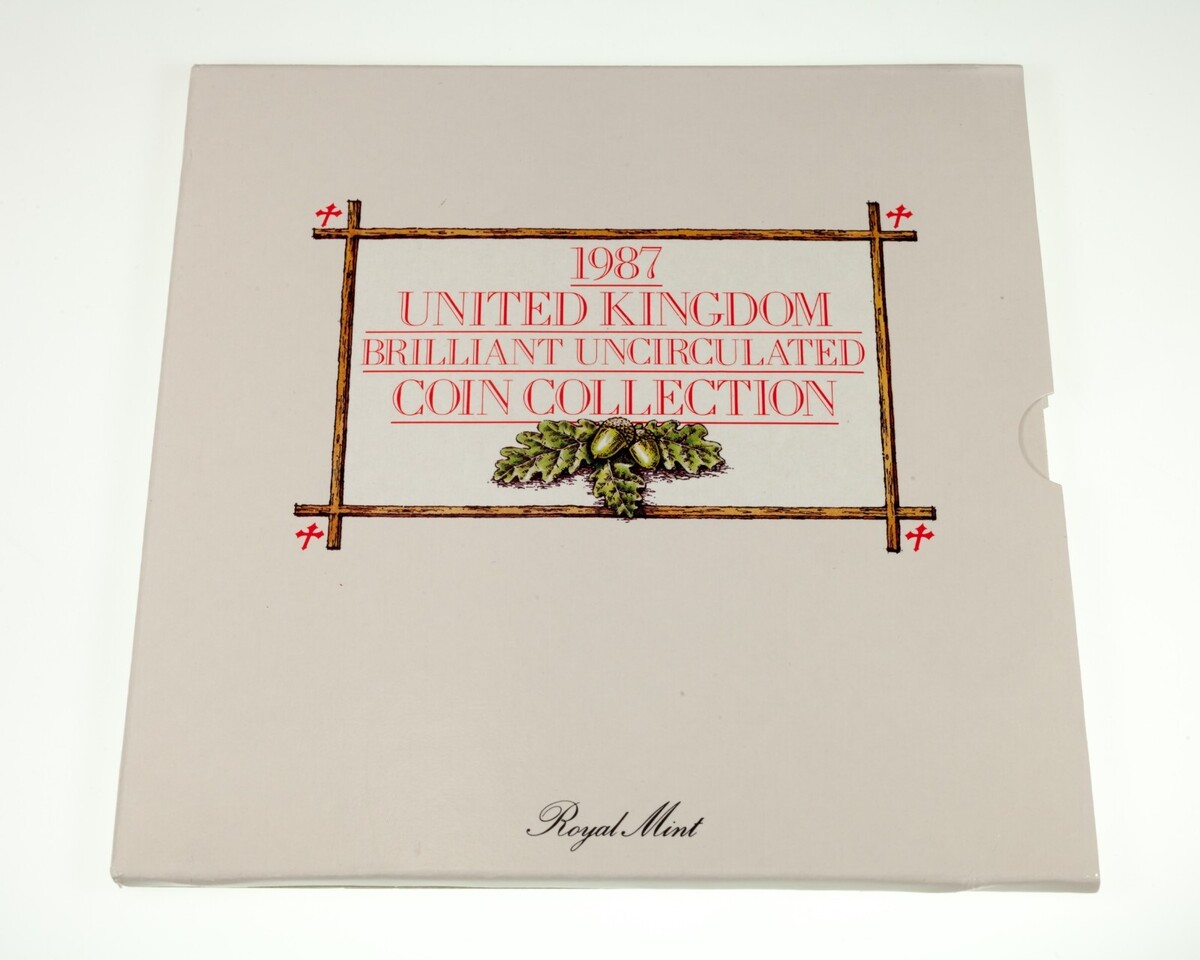 1987
UNITED KINGDOM
BRILLIANT UNCIRCULATED
COIN COLLECTION
Royal Mint